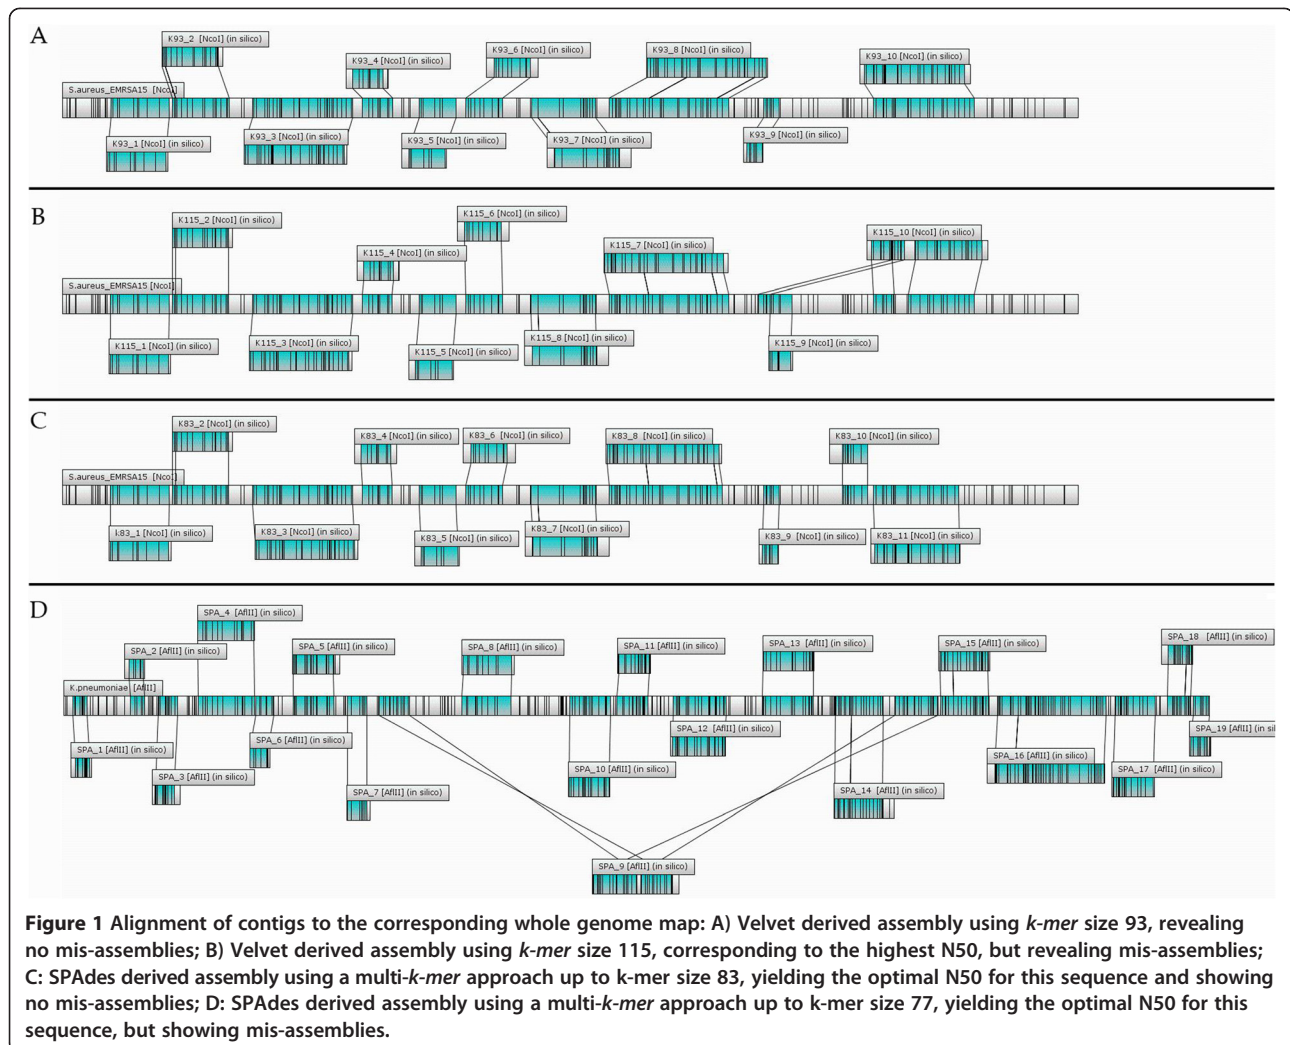 A
K93_2 [NcoI] (in silico)
K93_4 [NcoI] (in silico)
K93_6 [NcoI] (in silico)
K93_8 [NcoI] (in silico)
K93_10 [NcoI] (in silico)
S.aureus_EMRSA15 [NcoI]
K93_1 [NcoI] (in silico)
K93_3 [NcoI] (in silico)
K93_5 [NcoI] (in silico)
K93_7 [NcoI] (in silico)
K93_9 [NcoI] (in silico)
B
K115_2 [NcoI] (in silico)
K115_4 [NcoI] (in silico)
K115_6 [NcoI] (in silico)
K115_7 [NcoI] (in silico)
K115_10 [NcoI] (in silico)
S.aureus_EMRSA15 [NcoI]
K115_1 [NcoI] (in silico)
K115_3 [NcoI] (in silico)
K115_5 [NcoI] (in silico)
K115_8 [NcoI] (in silico)
K115_9 [NcoI] (in silico)
C
K83_2 [NcoI] (in silico)
K83_4 [NcoI] (in silico)
K83_6 [NcoI] (in silico)
K83_8 [NcoI] (in silico)
K83_10 [NcoI] (in silico)
S.aureus_EMRSA15 [NcoI]
83_1 [NcoI] (in silico)
K83_3 [NcoI] (in silico)
K83_5 [NcoI] (in silico)
K83_7 [NcoI] (in silico)
K83_9 [NcoI] (in silico)
K83_11 [NcoI] (in silico)
D
SPA_4 [AflII] (in silico)
SPA_2 [AflII] (in silico)
SPA_5 [AflII] (in silico)
SPA_8 [AflII] (in silico)
SPA_11 [AflII] (in silico)
SPA_13 [AflII] (in silico)
SPA_15 [AflII] (in silico)
SPA_18 [AflII] (in silico)
K.pneumoniae [AflII]
SPA_1 [AflII] (in silico)
SPA_3 [AflII] (in silico)
SPA_6 [AflII] (in silico)
SPA_7 [AflII] (in silico)
SPA_10 [AflII] (in silico)
SPA_12 [AflII] (in silico)
SPA_14 [AflII] (in silico)
SPA_16 [AflII] (in silico)
SPA_17 [AflII] (in silico)
SPA_19 [AflII] (in sili
SPA_9 [AflII] (in silico)
Figure 1 Alignment of contigs to the corresponding whole genome map: A) Velvet derived assembly using k-mer size 93, revealing
no mis-assemblies; B) Velvet derived assembly using k-mer size 115, corresponding to the highest N50, but revealing mis-assemblies;
C: SPAdes derived assembly using a multi-k-mer approach up to k-mer size 83, yielding the optimal N50 for this sequence and showing
no mis-assemblies; D: SPAdes derived assembly using a multi-k-mer approach up to k-mer size 77, yielding the optimal N50 for this
sequence, but showing mis-assemblies.